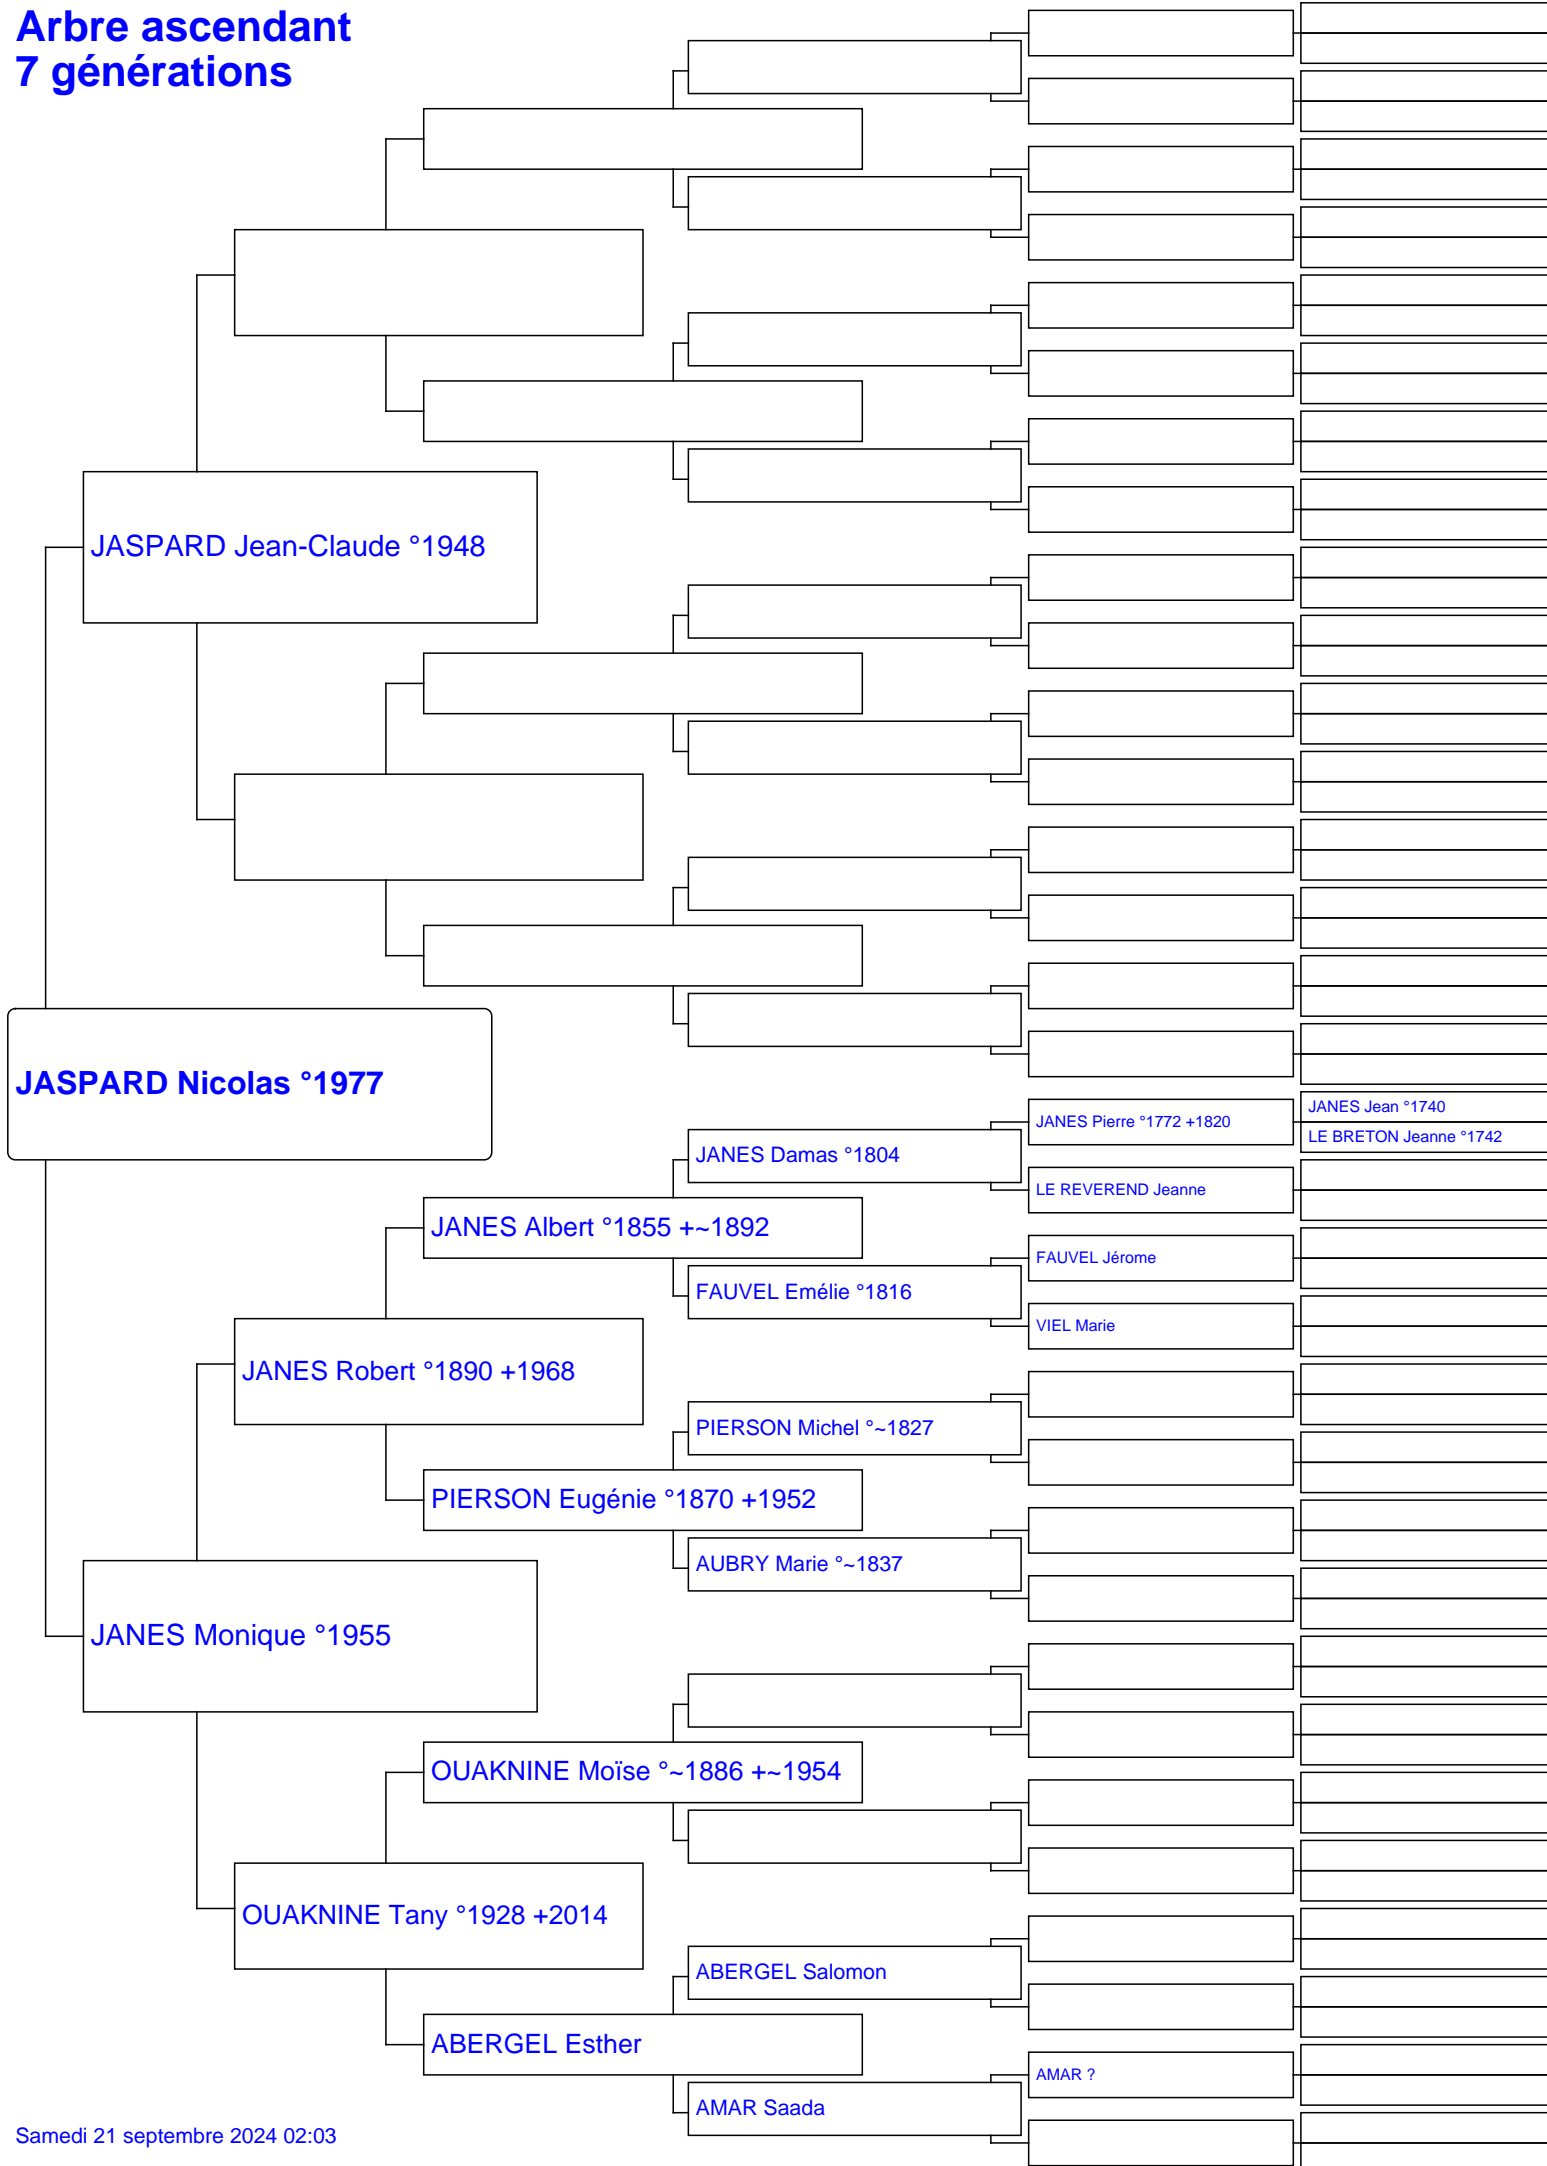 Arbre ascendant
7 générations
JASPARD Jean-Claude °1948
JASPARD Nicolas °1977
JANES Pierre °1772 +1820
JANES Jean °1740
LE BRETON Jeanne °1742
JANES Damas °1804
LE REVEREND Jeanne
JANES Albert °1855 +~1892
FAUVEL Jérome
FAUVEL Emélie °1816
VIEL Marie
JANES Robert °1890 +1968
PIERSON Michel °~1827
PIERSON Eugénie °1870 +1952
AUBRY Marie °~1837
JANES Monique °1955
OUAKNINE Moïse °~1886 +~1954
OUAKNINE Tany °1928 +2014
ABERGEL Salomon
ABERGEL Esther
AMAR ?
AMAR Saada
Samedi 21 septembre 2024 02:03